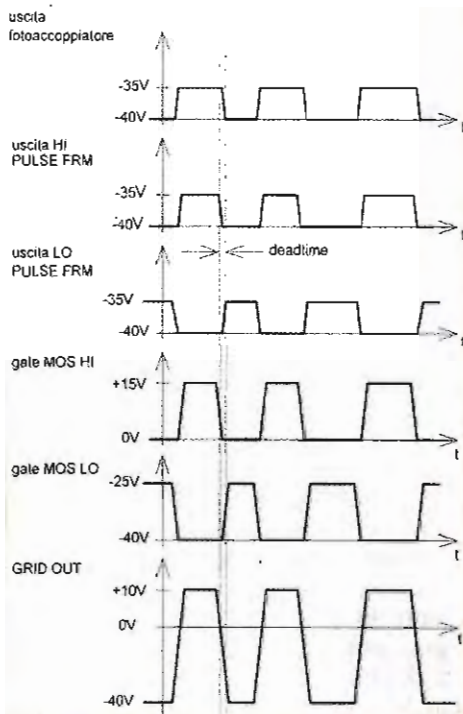 uscita
fotoaccoppiatore
-35V
-40V
t
uscita Hi
PULSE FRM
-35V
-40V
t
deadtime
uscita LO
PULSE FRM
-35V
-40V
t
gate MOS HI
+15V
0V
t
gate MOS LO
-25V
-40V
t
GRID OUT
+10V
0V
t
-40V